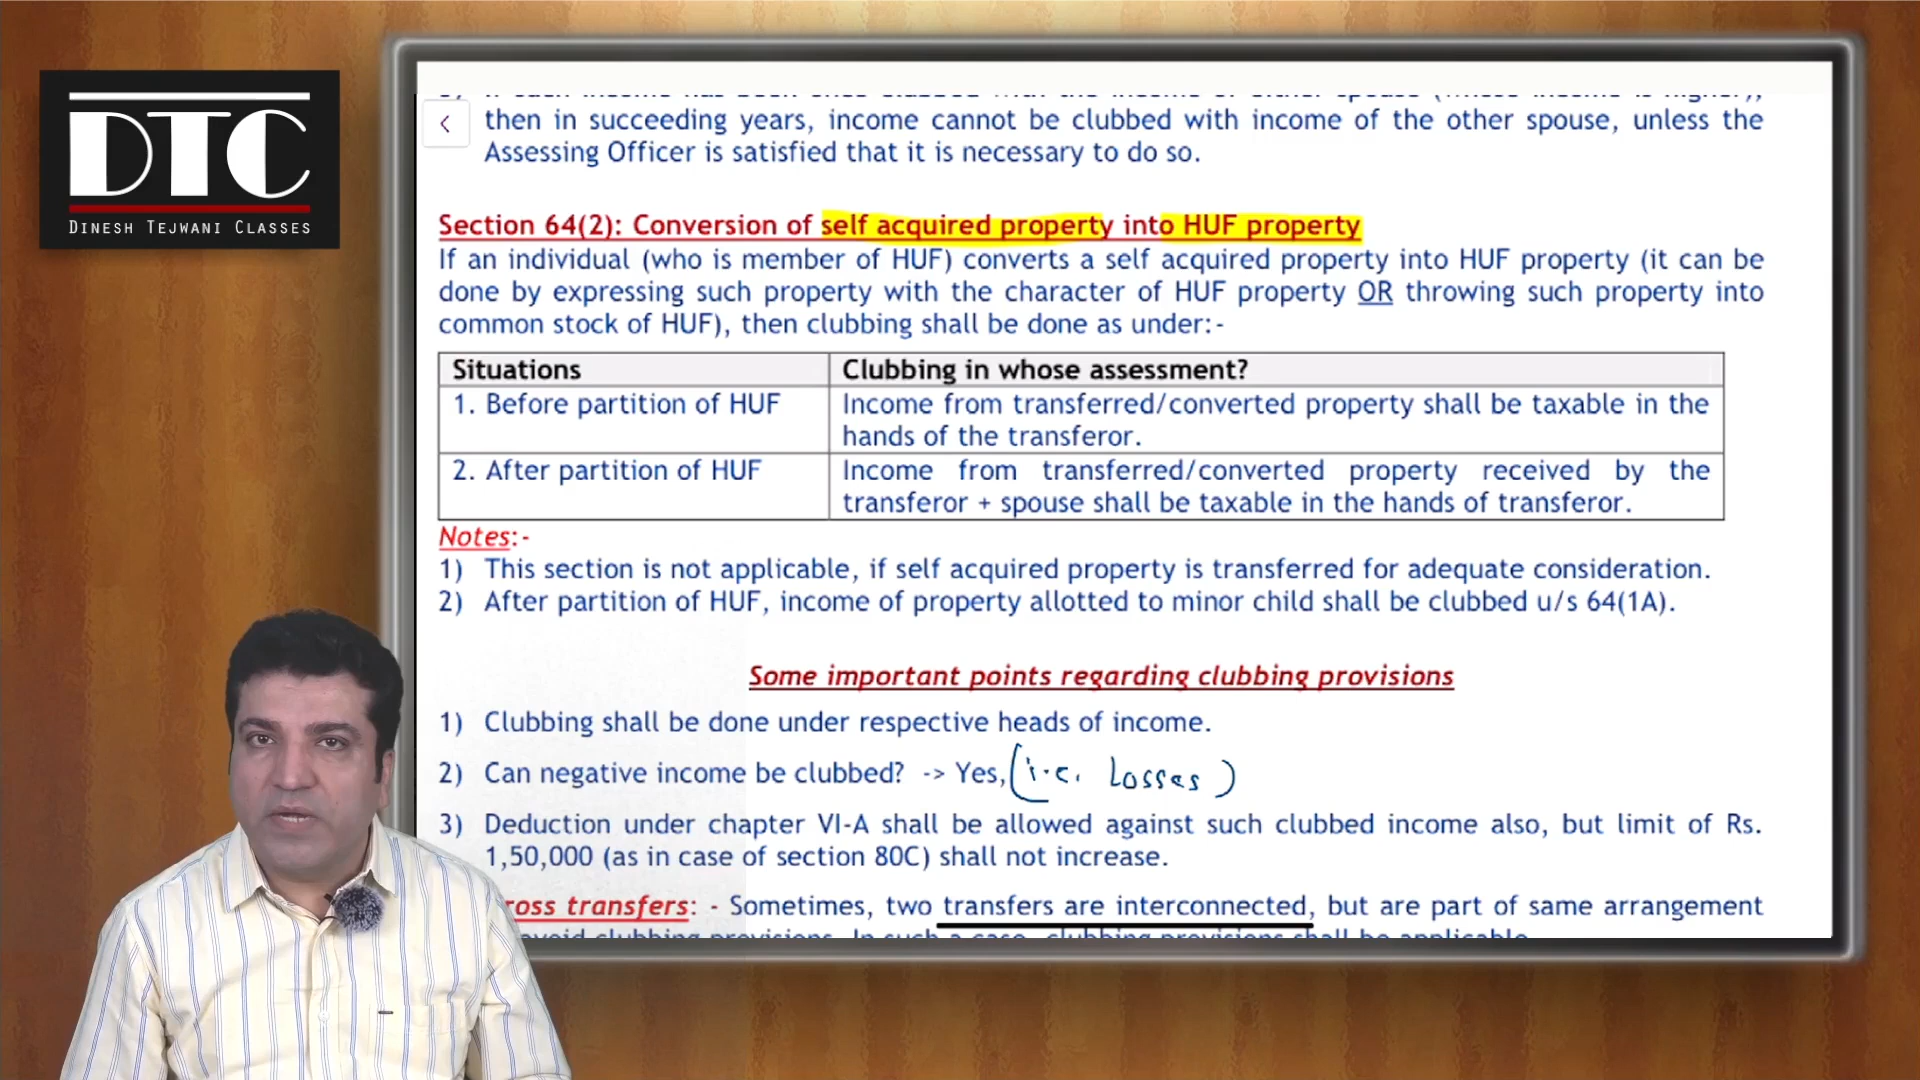 DTC
DINESH TEJWANI CLASSES
then in succeeding years, income cannot be clubbed with income of the other spouse, unless the
Assessing Officer is satisfied that it is necessary to do so.
Section 64(2): Conversion of self acquired property into HUF property
If an individual (who is member of HUF) converts a self acquired property into HUF property (it can be
done by expressing such property with the character of HUF property OR throwing such property into
common stock of HUF), then clubbing shall be done as under:-
Situations
Clubbing in whose assessment?
1. Before partition of HUF
Income from transferred/converted property shall be taxable in the
hands of the transferor.
2. After partition of HUF
Income from transferred/converted property received by the
transferor + spouse shall be taxable in the hands of transferor.
Notes:-
1) This section is not applicable, if self acquired property is transferred for adequate consideration.
2) After partition of HUF, income of property allotted to minor child shall be clubbed u/s 64(1A).
Some important points regarding clubbing provisions
1) Clubbing shall be done under respective heads of income.
2) Can negative income be clubbed? -> Yes, (i.e. Losses)
3) Deduction under chapter VI-A shall be allowed against such clubbed income also, but limit of Rs.
1,50,000 (as in case of section 80C) shall not increase.
ross transfers: - Sometimes, two transfers are interconnected, but are part of same arrangement